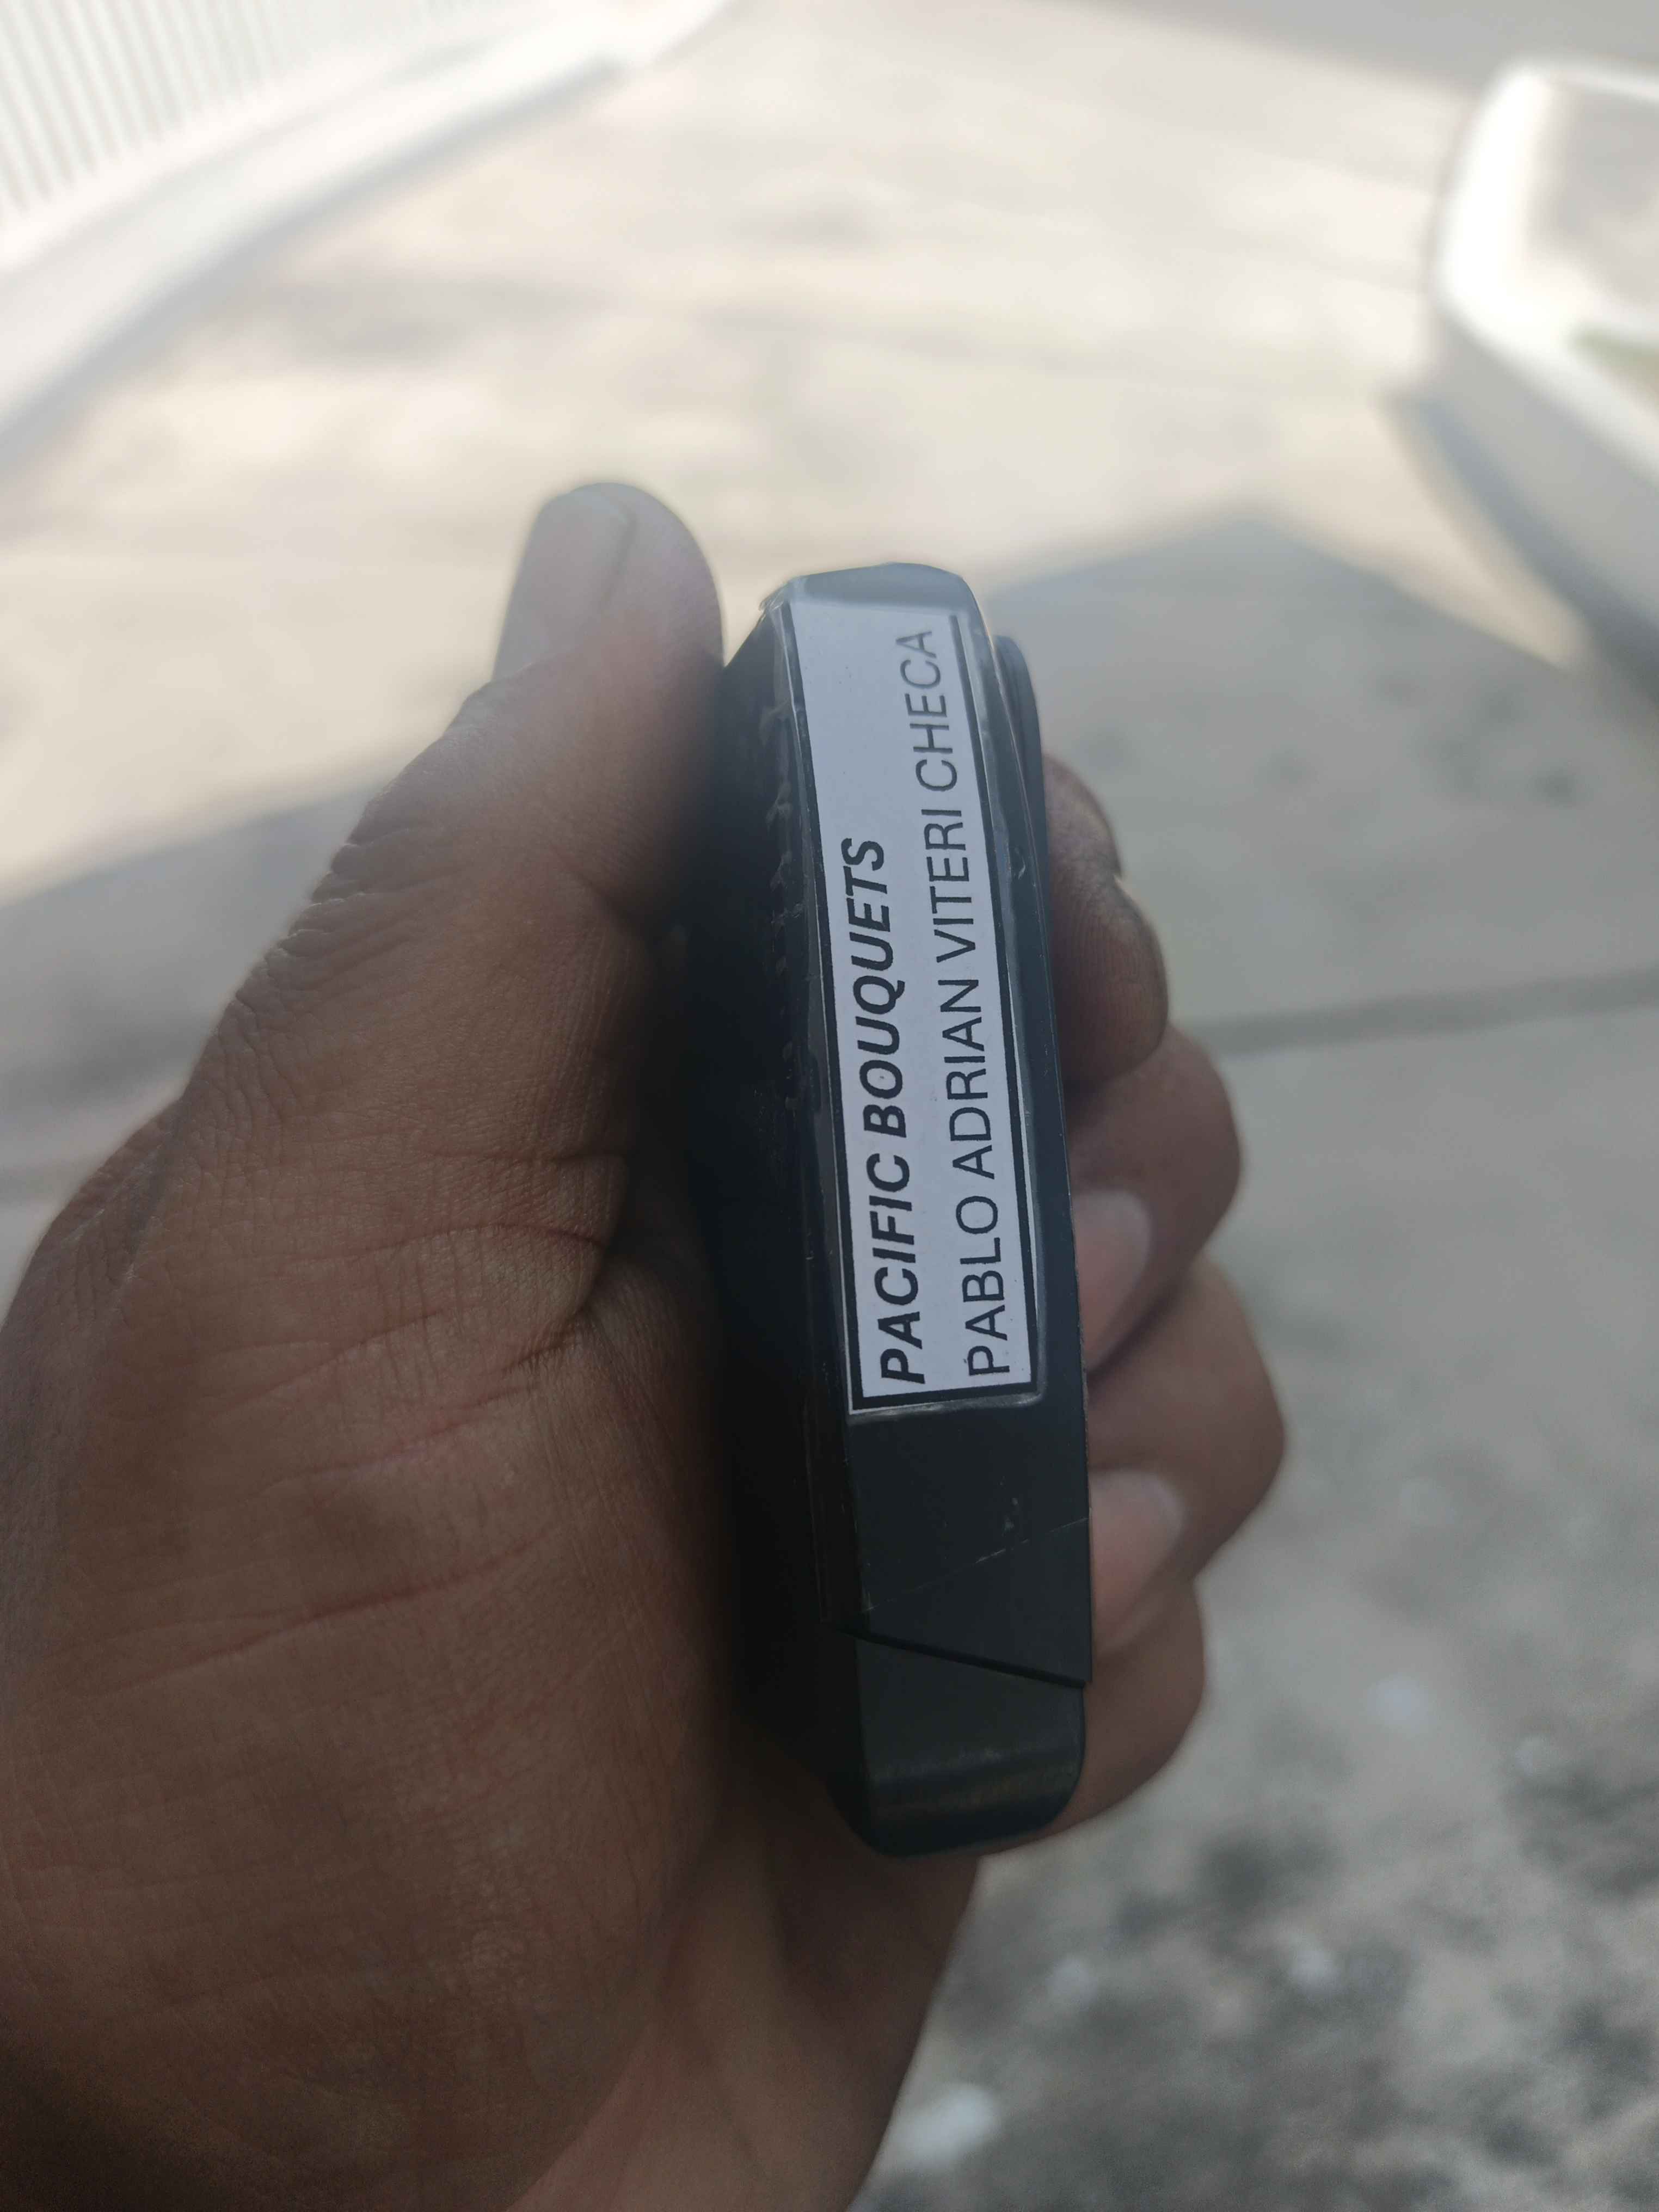 PACIFIC BOUQUETS
PABLO ADRIAN VITERI CHECA